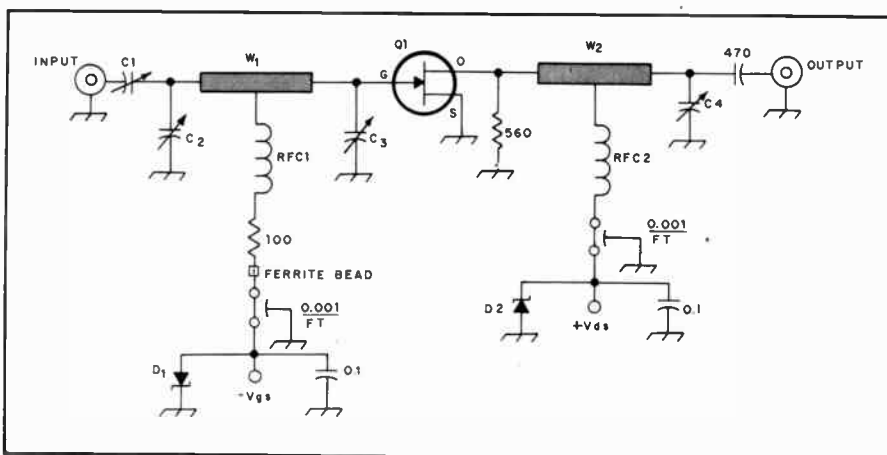 INPUT
C1
W1
Q1
W2
470
OUTPUT
G
O
S
C2
C3
C4
RFC1
560
RFC2
100
0.001
FT
FERRITE BEAD
0.001
FT
D2
+Vds
0.1
D1
-Vgs
0.1